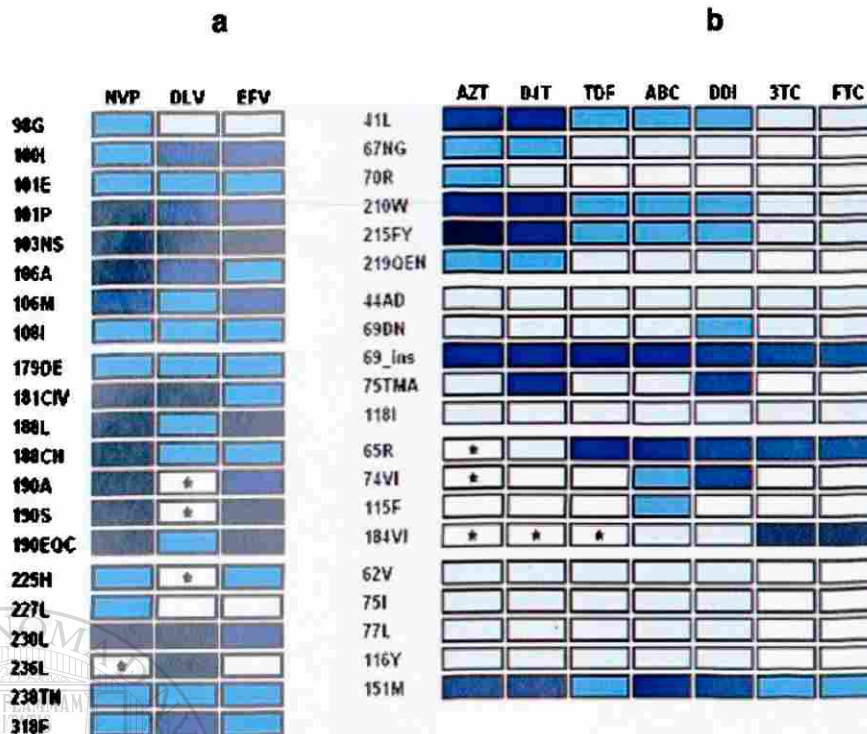 a
b
NVP DLV EFV
98G
100I
101E
101P
103NS
106A
106M
108I
179DE
181CIV
188L
188CH
190A *
190S *
190EQC
225H *
227L
230L
236L *
238TN
318F
AZT D4T TDF ABC DDI 3TC FTC
41L
67NG
70R
210W
215FY
219QEN
44AD
69DN
69_ins
75TMA
118I
65R *
74VI *
115F
184VI * * *
62V
75I
77L
116Y
151M